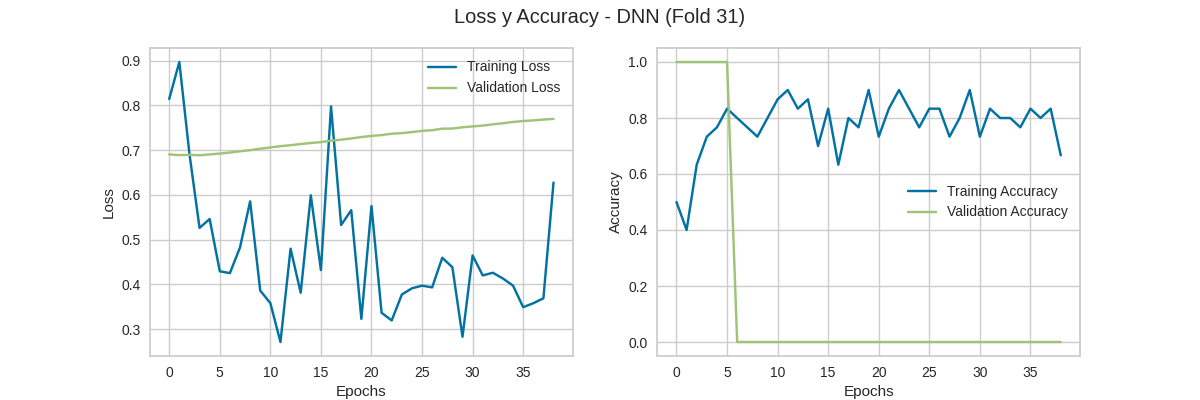 Loss y Accuracy - DNN (Fold 31)
Loss
0.9
0.8
0.7
0.6
0.5
0.4
0.3
0 5 10 15 20 25 30 35
Epochs
Training Loss
Validation Loss
Accuracy
1.0
0.8
0.6
0.4
0.2
0.0
0 5 10 15 20 25 30 35
Epochs
Training Accuracy
Validation Accuracy